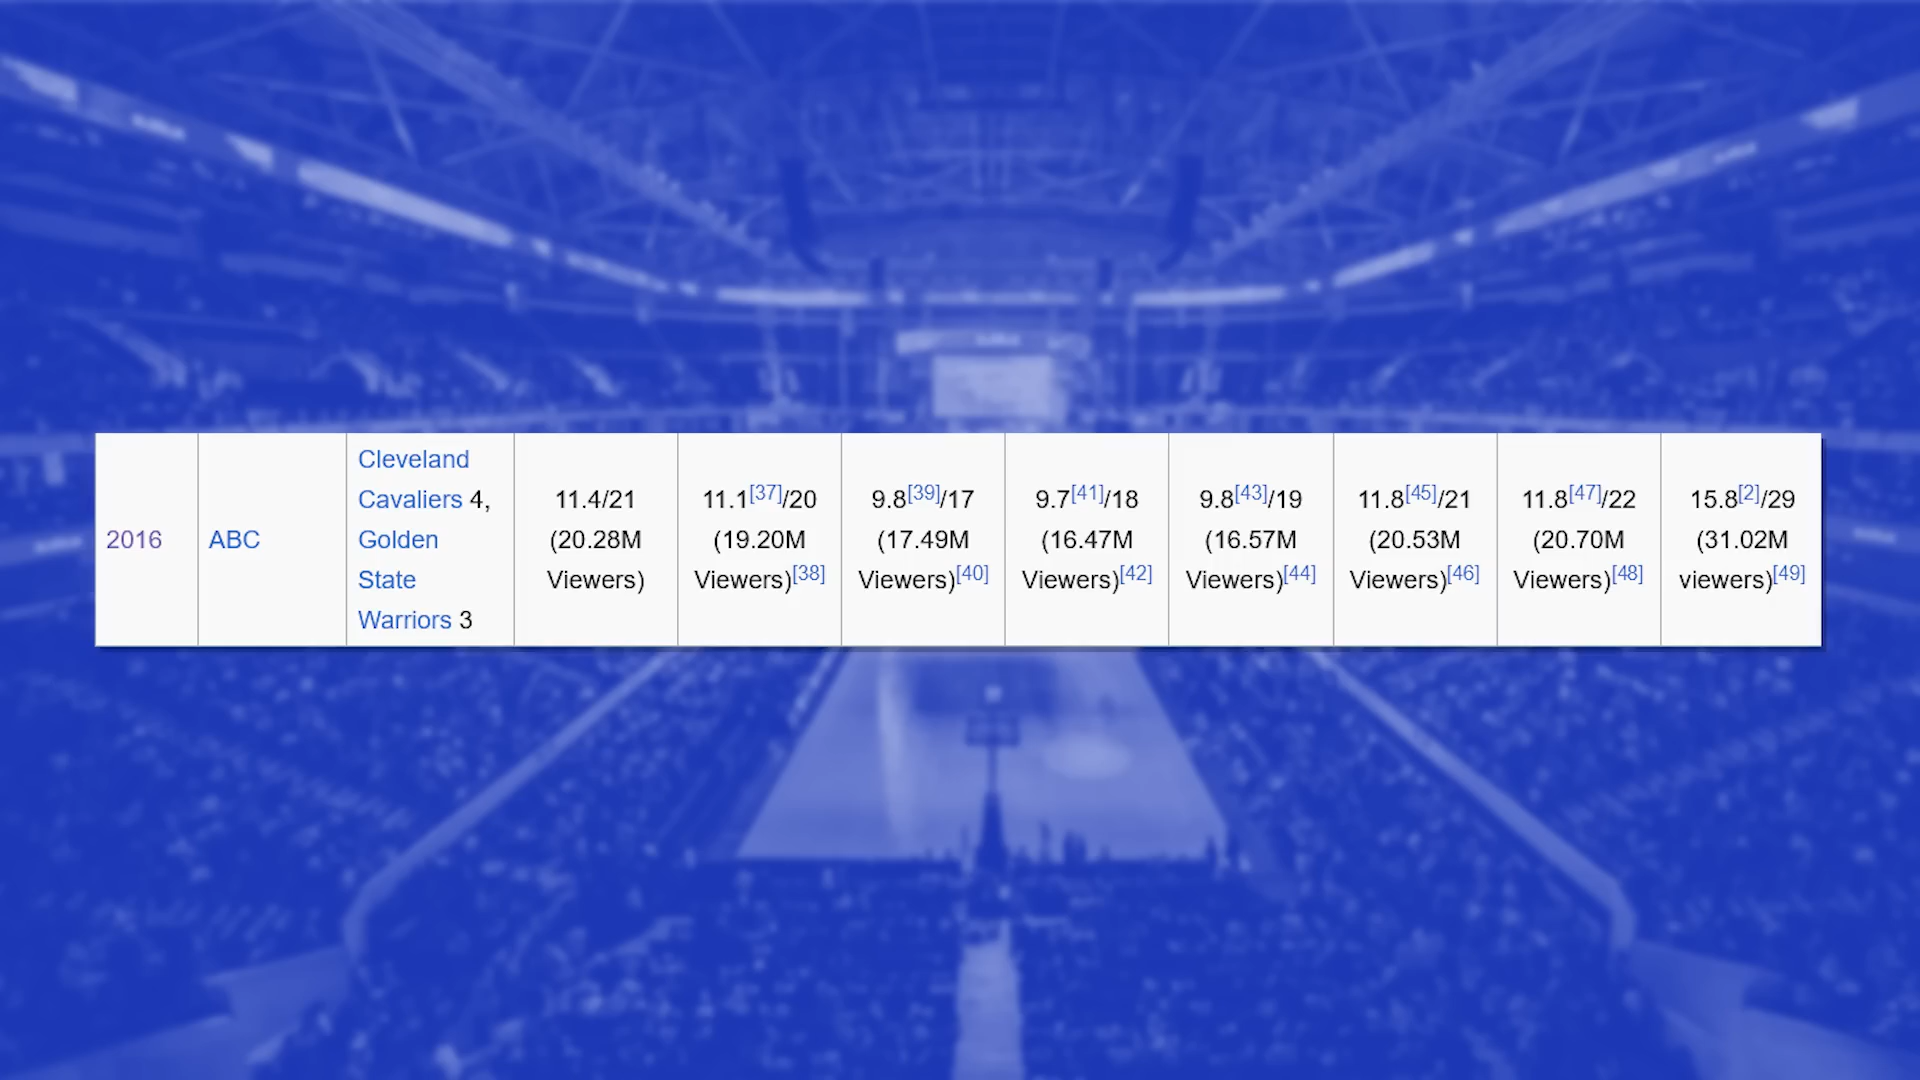 2016
ABC
Cleveland
Cavaliers 4,
Golden
State
Warriors 3
11.4/21
(20.28M
Viewers)
11.1[37]/20
(19.20M
Viewers)[38]
9.8[39]/17
(17.49M
Viewers)[40]
9.7[41]/18
(16.47M
Viewers)[42]
9.8[43]/19
(16.57M
Viewers)[44]
11.8[45]/21
(20.53M
Viewers)[46]
11.8[47]/22
(20.70M
Viewers)[48]
15.8[2]/29
(31.02M
viewers)[49]